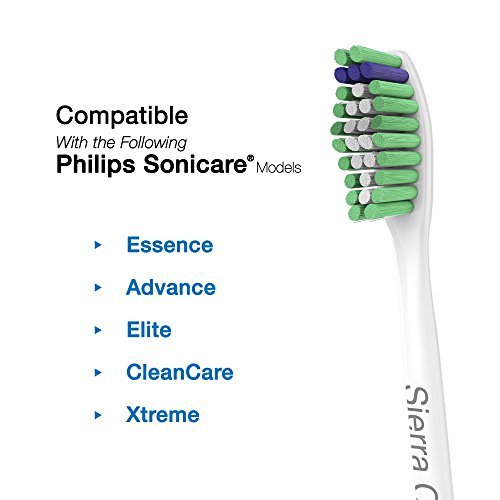 Compatible
With the Following
Philips Sonicare® Models
Essence
Advance
Elite
CleanCare
Xtreme
Sierra